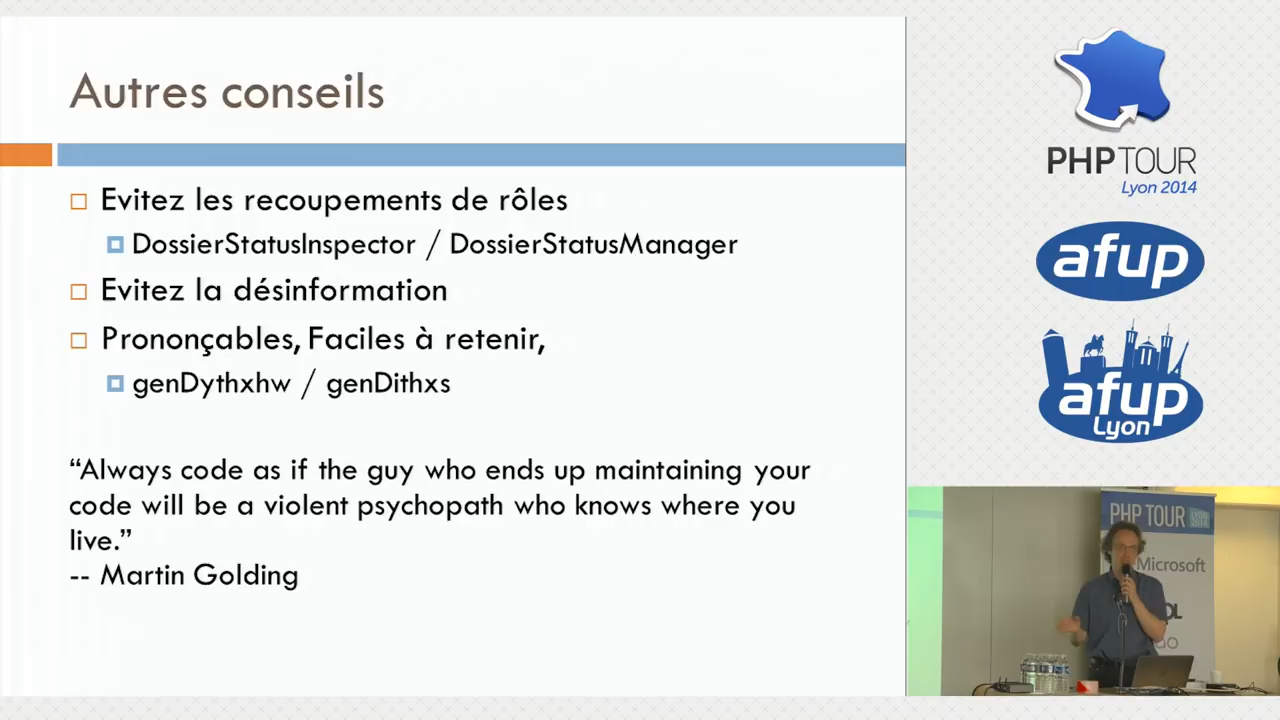 Autres conseils
Evitez les recoupements de rôles
DossierStatusInspector / DossierStatusManager
Evitez la désinformation
Prononçables, Faciles à retenir,
genDythxhw / genDithxs
“Always code as if the guy who ends up maintaining your
code will be a violent psychopath who knows where you
live.”
-- Martin Golding
PHP TOUR
Lyon 2014
afup
afup
Lyon
PHP TOUR
LYON
2014
Microsoft